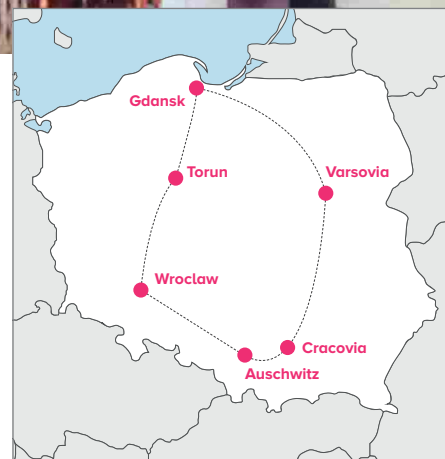 Gdansk
Torun
Varsovia
Wroclaw
Cracovia
Auschwitz